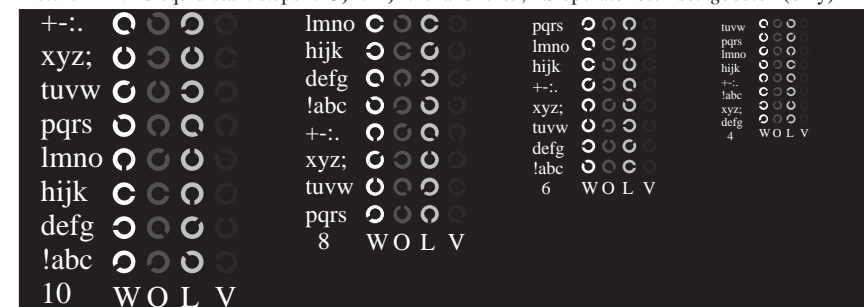 +-:.
xyz;
tuvw
pqrs
lmno
hijk
defg
!abc
10 W O L V
lmno
hijk
defg
!abc
+-:.
xyz;
tuvw
pqrs
8 W O L V
pqrs
lmno
hijk
+-:.
xyz;
tuvw
defg
!abc
6 W O L V
tuvw
pqrs
lmno
hijk
+-:.
!abc
xyz;
defg
4 W O L V